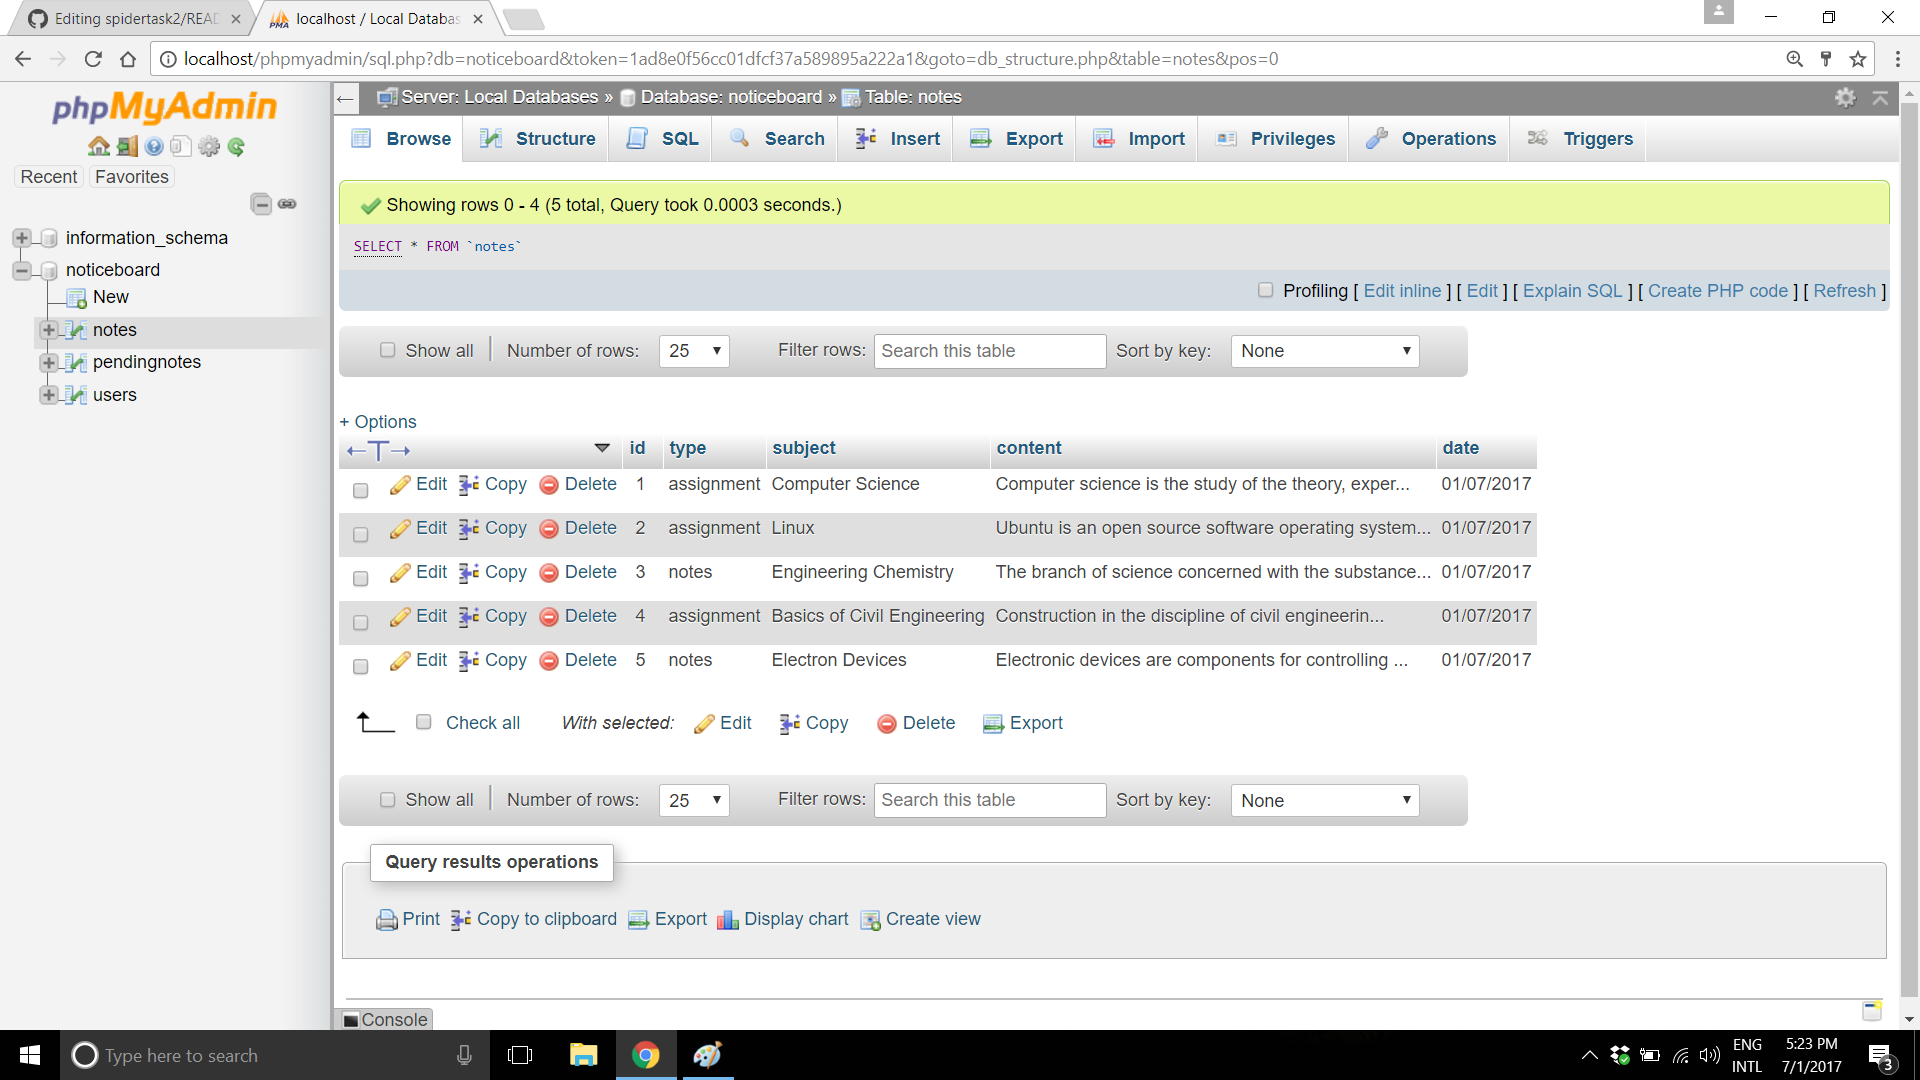 Editing spidertask2/READ
localhost / Local Databas
localhost/phpmyadmin/sql.php?db=noticeboard&token=1ad8e0f56cc01dfcf37a589895a222a1&goto=db_structure.php&table=notes&pos=0
phpMyAdmin
Recent Favorites
information_schema
noticeboard
New
notes
pendingnotes
users
Server: Local Databases » Database: noticeboard » Table: notes
Browse Structure SQL Search Insert Export Import Privileges Operations Triggers
Showing rows 0 - 4 (5 total, Query took 0.0003 seconds.)
SELECT * FROM `notes`
Profiling [ Edit inline ] [ Edit ] [ Explain SQL ] [ Create PHP code ] [ Refresh ]
Show all Number of rows: 25 Filter rows: Search this table Sort by key: None
+ Options
←T→ id type subject content date
Edit Copy Delete 1 assignment Computer Science Computer science is the study of the theory, exper... 01/07/2017
Edit Copy Delete 2 assignment Linux Ubuntu is an open source software operating system... 01/07/2017
Edit Copy Delete 3 notes Engineering Chemistry The branch of science concerned with the substance... 01/07/2017
Edit Copy Delete 4 assignment Basics of Civil Engineering Construction in the discipline of civil engineerin... 01/07/2017
Edit Copy Delete 5 notes Electron Devices Electronic devices are components for controlling ... 01/07/2017
Check all With selected: Edit Copy Delete Export
Show all Number of rows: 25 Filter rows: Search this table Sort by key: None
Query results operations
Print Copy to clipboard Export Display chart Create view
Console
Type here to search
ENG 5:23 PM
INTL 7/1/2017 3